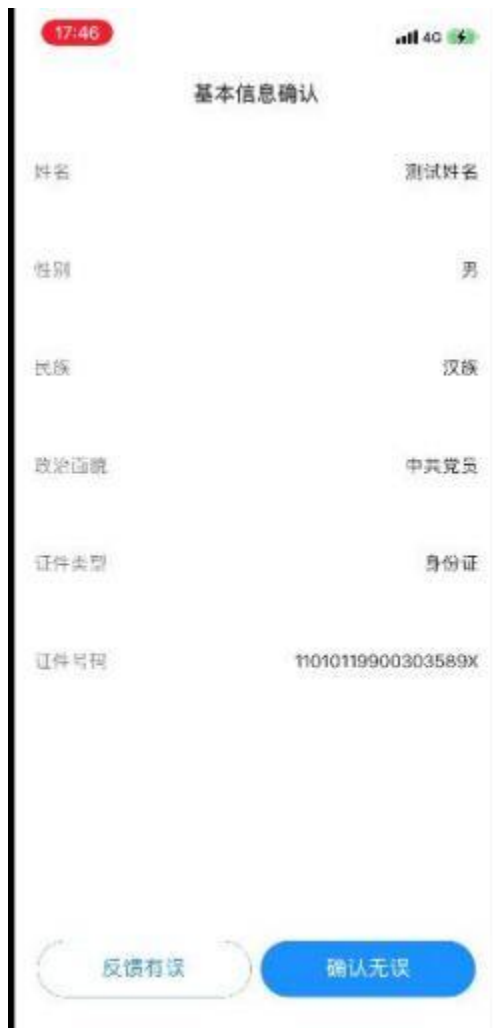 17:46 4G
基本信息确认
姓名 测试姓名
性别 男
民族 汉族
政治面貌 中共党员
证件类型 身份证
证件号码 11010119900303589X
反馈有误 确认无误